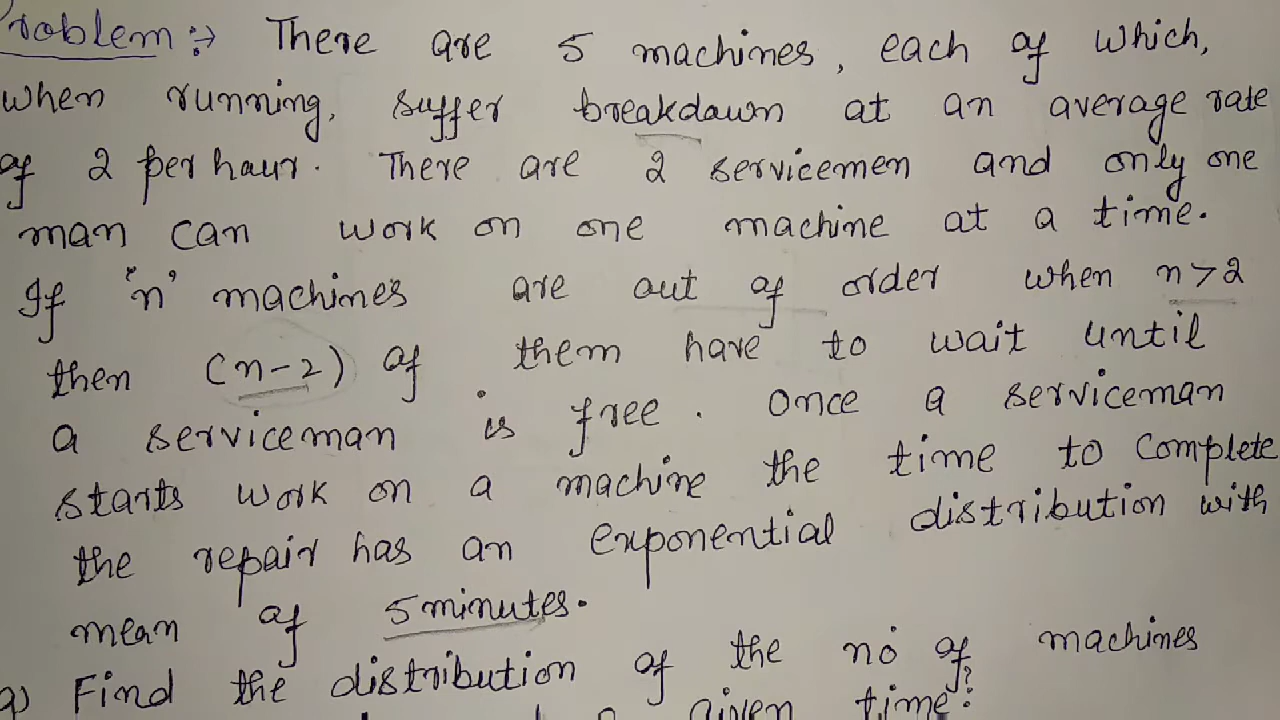 roblem :→ There are 5 machines, each of which,
when running, suffer breakdown at an average rate
of 2 per hour. There are 2 servicemen and only one
man can work on one machine at a time.
If 'n' machines are out of order when n>2
then (n-2) of them have to wait until
a serviceman is free. Once a serviceman
starts work on a machine the time to complete
the repair has an exponential distribution with
mean of 5 minutes.
a) Find the distribution of the no of machines
given time?